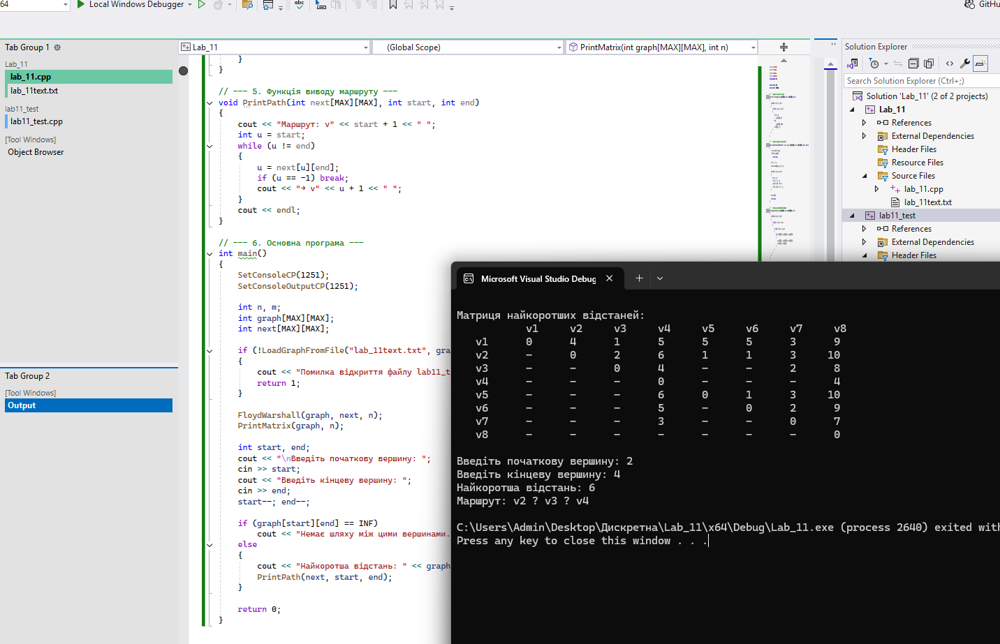 64
Local Windows Debugger
GitHu
Tab Group 1
Lab_11
lab_11.cpp
lab_11text.txt
lab11_test
lab11_test.cpp
[Tool Windows]
Object Browser
Tab Group 2
[Tool Windows]
Output
Lab_11
(Global Scope)
PrintMatrix(int graph[MAX][MAX], int n)
}
}
// --- 5. Функція виводу маршруту ---
void PrintPath(int next[MAX][MAX], int start, int end)
{
cout << "Маршрут: v" << start + 1 << " ";
int u = start;
while (u != end)
{
u = next[u][end];
if (u == -1) break;
cout << "→ v" << u + 1 << " ";
}
cout << endl;
}
// --- 6. Основна програма ---
int main()
{
SetConsoleCP(1251);
SetConsoleOutputCP(1251);
int n, m;
int graph[MAX][MAX];
int next[MAX][MAX];
if (!LoadGraphFromFile("lab_11text.txt", gra
{
cout << "Помилка відкриття файлу lab11_t
return 1;
}
FloydWarshall(graph, next, n);
PrintMatrix(graph, n);
int start, end;
cout << "\nВведіть початкову вершину: ";
cin >> start;
cout << "Введіть кінцеву вершину: ";
cin >> end;
start--; end--;
if (graph[start][end] == INF)
cout << "Немає шляху між цими вершинами.
else
{
cout << "Найкоротша відстань: " << graph
PrintPath(next, start, end);
}
return 0;
}
Solution Explorer
Search Solution Explorer (Ctrl+;)
Solution 'Lab_11' (2 of 2 projects)
Lab_11
References
External Dependencies
Header Files
Resource Files
Source Files
lab_11.cpp
lab_11text.txt
lab11_test
References
External Dependencies
Header Files
Microsoft Visual Studio Debug
Матриця найкоротших відстаней:
v1 v2 v3 v4 v5 v6 v7 v8
v1 0 4 1 5 5 5 3 9
v2 - 0 2 6 1 1 3 10
v3 - - 0 4 - - 2 8
v4 - - - 0 - - - 4
v5 - - - 6 0 1 3 10
v6 - - - 5 - 0 2 9
v7 - - - 3 - - 0 7
v8 - - - - - - - 0
Введіть початкову вершину: 2
Введіть кінцеву вершину: 4
Найкоротша відстань: 6
Маршрут: v2 ? v3 ? v4
C:\Users\Admin\Desktop\Дискретна\Lab_11\x64\Debug\Lab_11.exe (process 2640) exited with
Press any key to close this window . . .